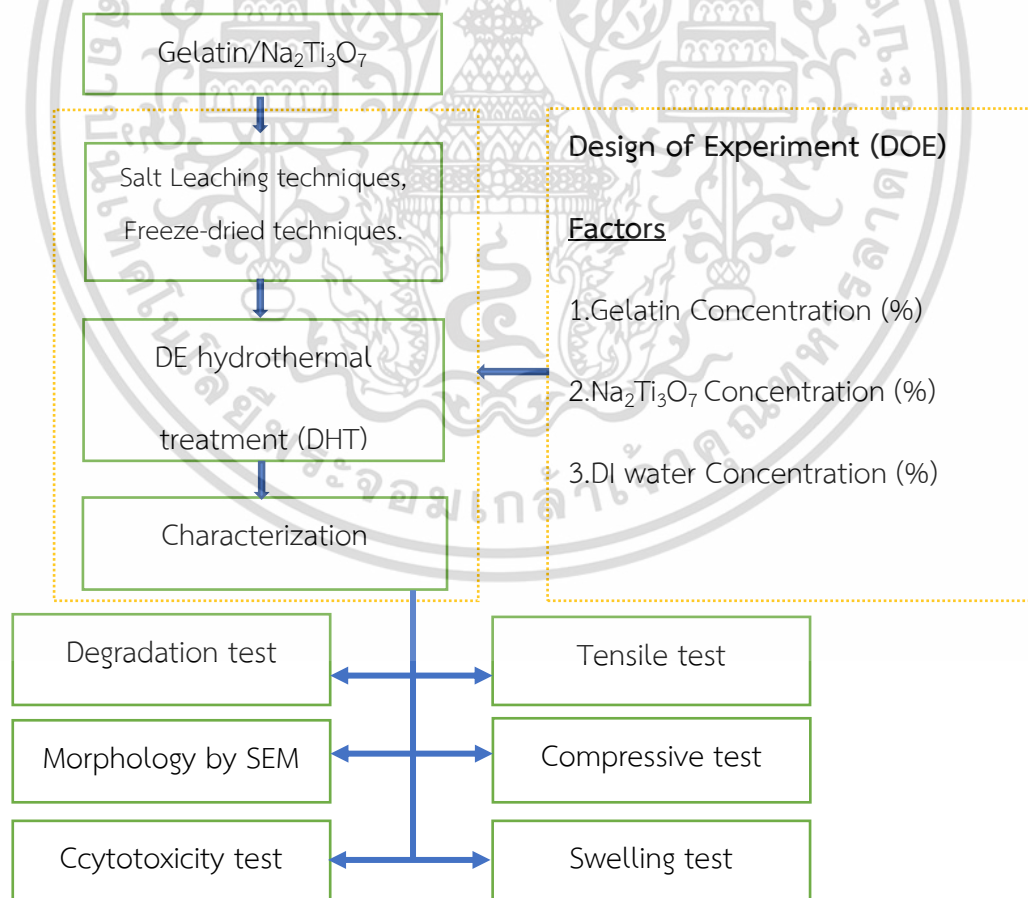 Gelatin/Na₂Ti₃O₇
Salt Leaching techniques,
Freeze-dried techniques.
DE hydrothermal
treatment (DHT)
Characterization
Design of Experiment (DOE)
Factors
1.Gelatin Concentration (%)
2.Na₂Ti₃O₇ Concentration (%)
3.DI water Concentration (%)
Degradation test
Tensile test
Morphology by SEM
Compressive test
Ccytotoxicity test
Swelling test